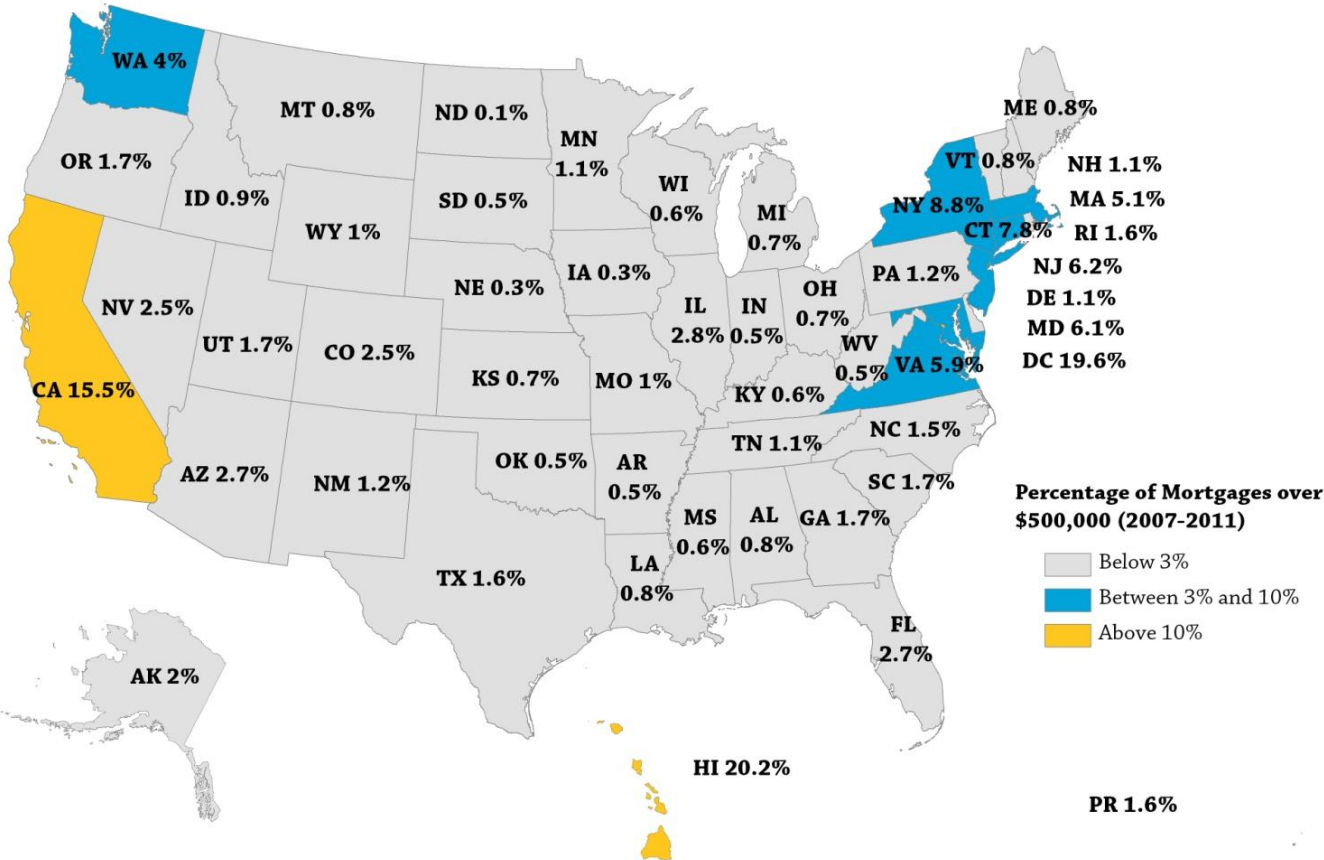 WA 4%
MT 0.8%
ND 0.1%
MN
1.1%
ME 0.8%
OR 1.7%
ID 0.9%
WY 1%
SD 0.5%
WI
0.6%
MI
0.7%
VT 0.8%
NH 1.1%
NY 8.8%
MA 5.1%
CT 7.8%
RI 1.6%
NV 2.5%
UT 1.7%
CO 2.5%
NE 0.3%
IA 0.3%
IL
2.8%
IN
0.5%
OH
0.7%
PA 1.2%
NJ 6.2%
DE 1.1%
MD 6.1%
DC 19.6%
CA 15.5%
KS 0.7%
MO 1%
KY 0.6%
WV
0.5%
VA 5.9%
AZ 2.7%
NM 1.2%
OK 0.5%
AR
0.5%
TN 1.1%
NC 1.5%
SC 1.7%
TX 1.6%
LA
0.8%
MS
0.6%
AL
0.8%
GA 1.7%
FL
2.7%
AK 2%
HI 20.2%
PR 1.6%
Percentage of Mortgages over
$500,000 (2007-2011)
Below 3%
Between 3% and 10%
Above 10%